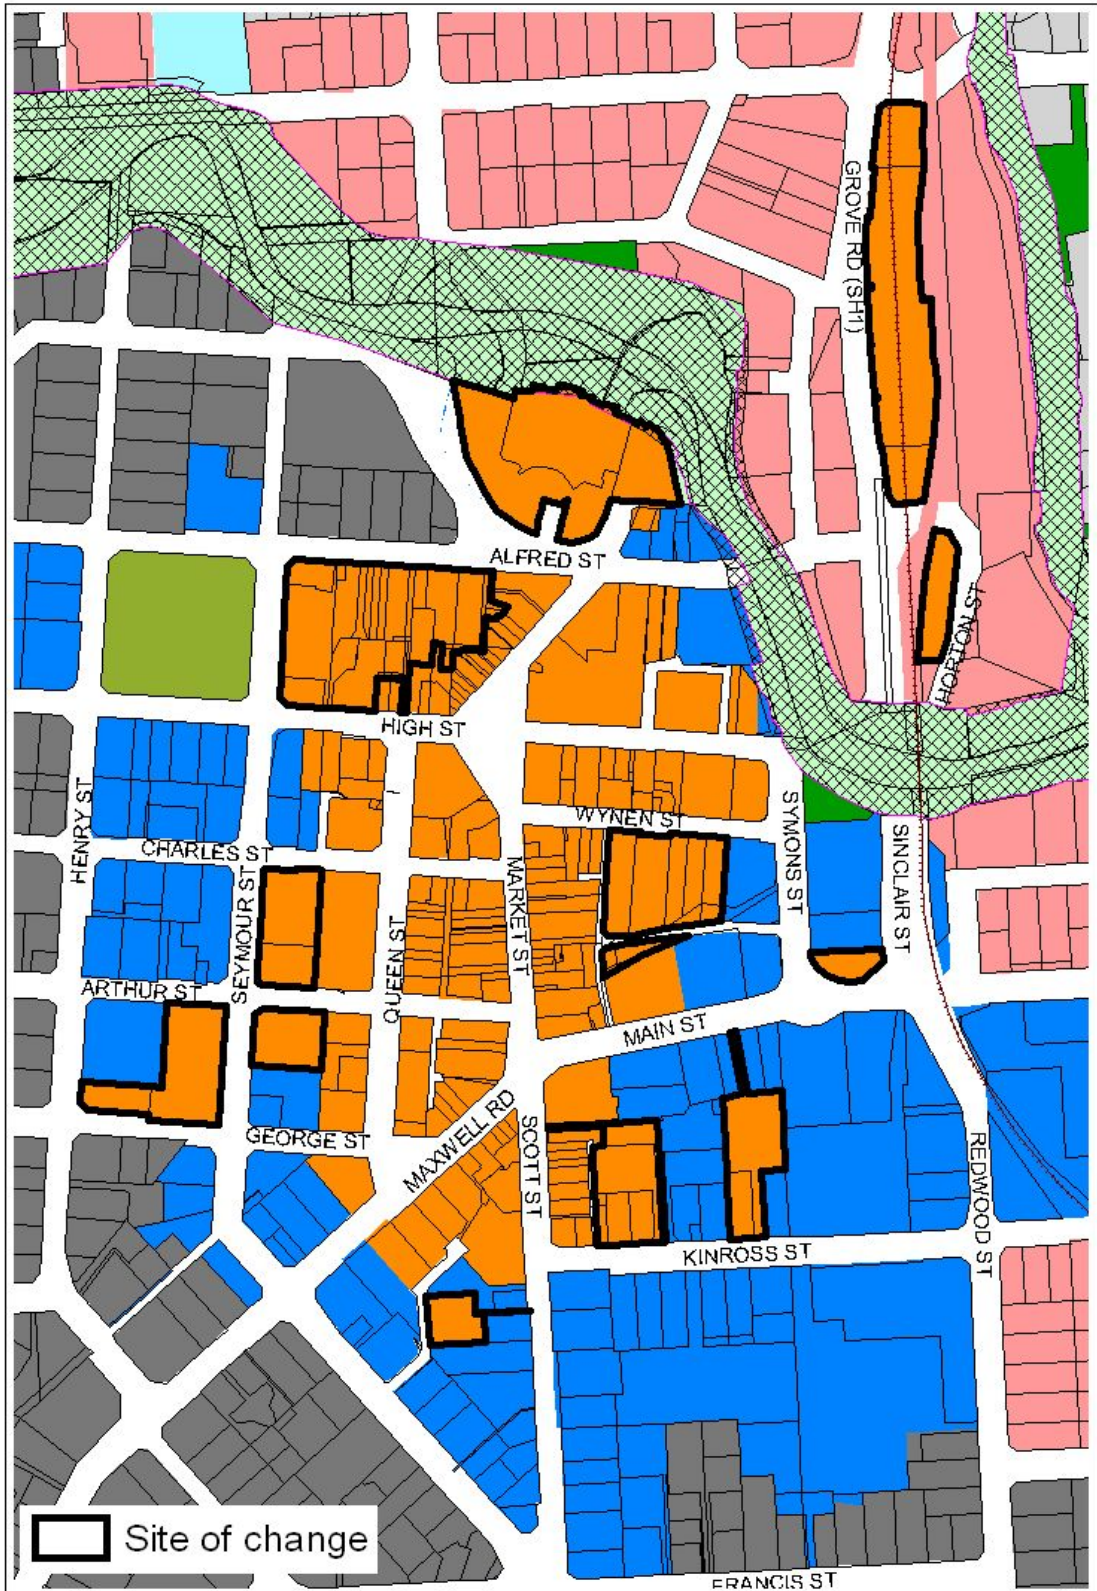 GROVE RD (SH1)
ALFRED ST
HORTON ST
HIGH ST
HENRY ST
CHARLES ST
SEYMOUR ST
WYNEN ST
SYMONS ST
SINCLAIR ST
MARKET ST
QUEEN ST
ARTHUR ST
MAIN ST
GEORGE ST
MAXWELL RD
SCOTT ST
REDWOOD ST
KINROSS ST
Site of change
FRANCIS ST